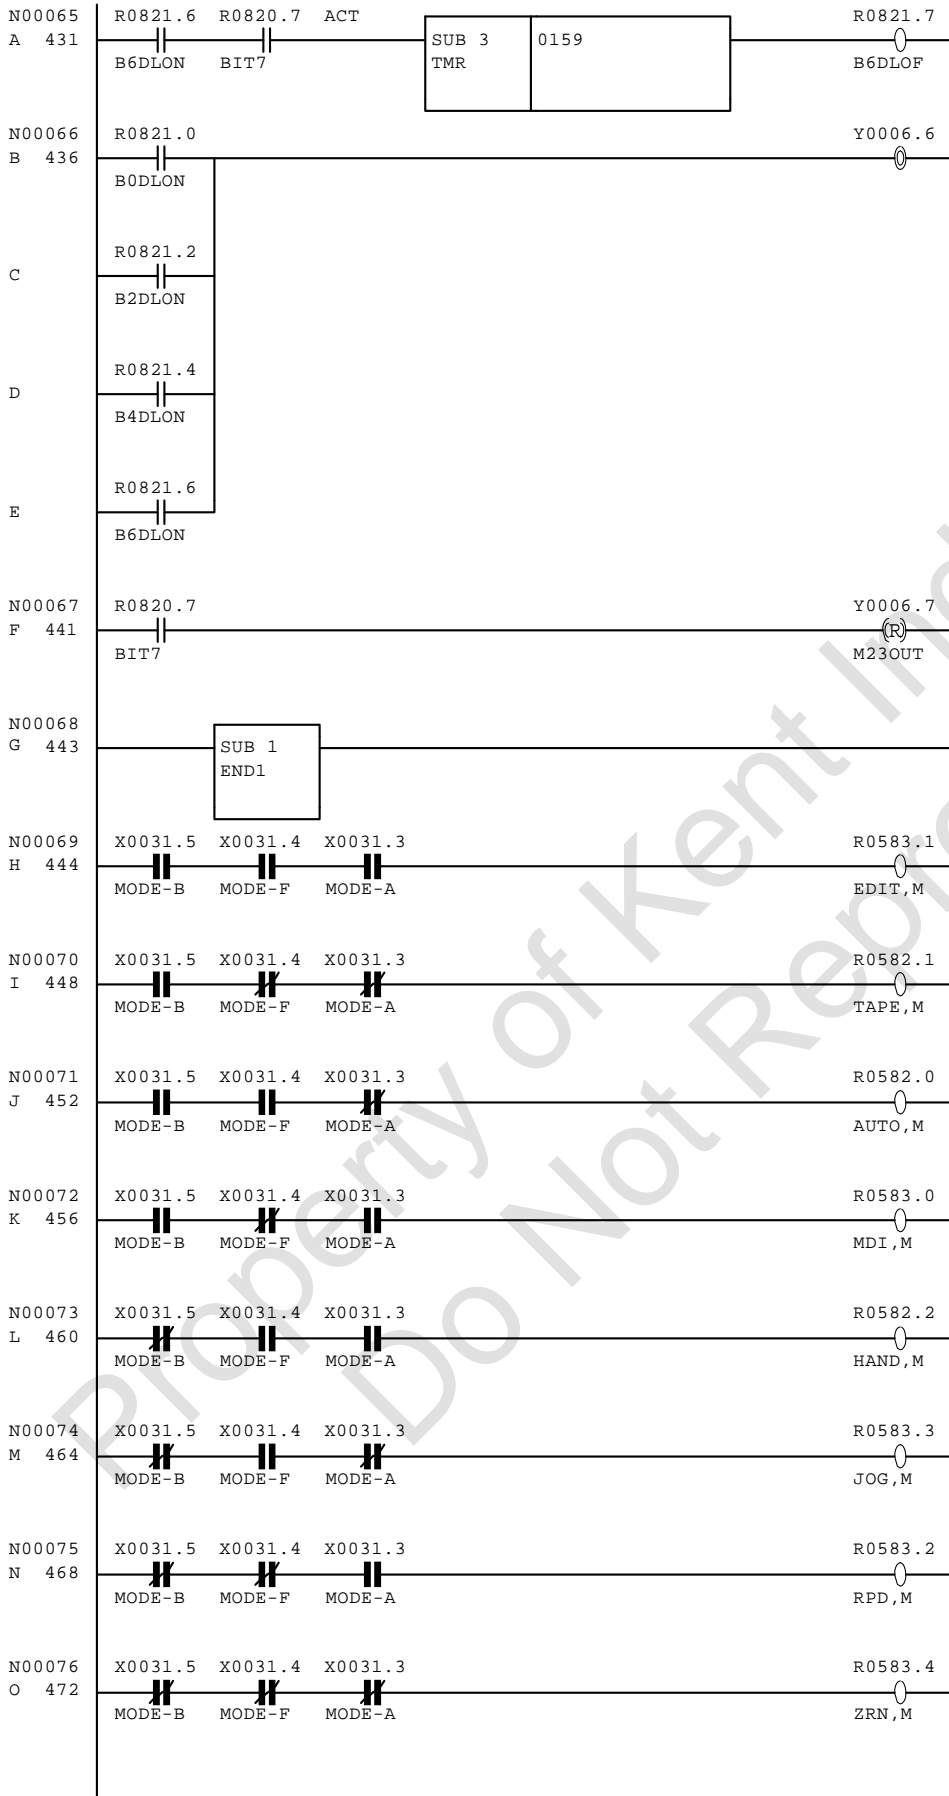 N00065 R0821.6 R0820.7 ACT R0821.7
A 431 SUB 3 0159
B6DLON BIT7 TMR B6DLOF
N00066 R0821.0 Y0006.6
B 436
B0DLON
R0821.2
C
B2DLON
R0821.4
D
B4DLON
R0821.6
E
B6DLON
N00067 R0820.7 Y0006.7
F 441 (R)
BIT7 M23OUT
N00068
G 443 SUB 1
END1
N00069 X0031.5 X0031.4 X0031.3 R0583.1
H 444
MODE-B MODE-F MODE-A EDIT,M
N00070 X0031.5 X0031.4 X0031.3 R0582.1
I 448
MODE-B MODE-F MODE-A TAPE,M
N00071 X0031.5 X0031.4 X0031.3 R0582.0
J 452
MODE-B MODE-F MODE-A AUTO,M
N00072 X0031.5 X0031.4 X0031.3 R0583.0
K 456
MODE-B MODE-F MODE-A MDI,M
N00073 X0031.5 X0031.4 X0031.3 R0582.2
L 460
MODE-B MODE-F MODE-A HAND,M
N00074 X0031.5 X0031.4 X0031.3 R0583.3
M 464
MODE-B MODE-F MODE-A JOG,M
N00075 X0031.5 X0031.4 X0031.3 R0583.2
N 468
MODE-B MODE-F MODE-A RPD,M
N00076 X0031.5 X0031.4 X0031.3 R0583.4
O 472
MODE-B MODE-F MODE-A ZRN,M
Property of Kent
Do Not